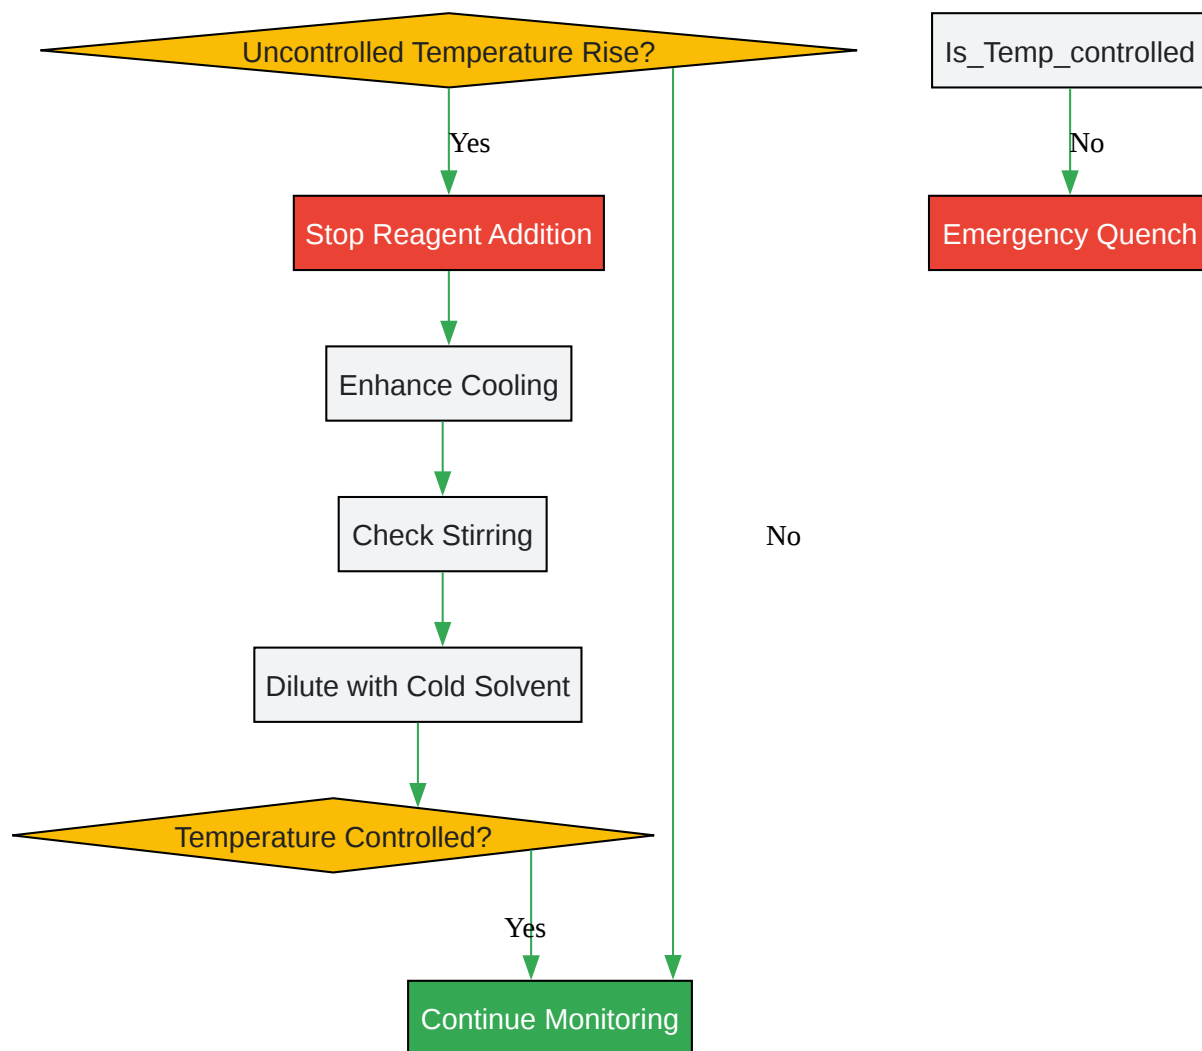 Uncontrolled Temperature Rise?
Is_Temp_controlled
Yes
No
Stop Reagent Addition
Emergency Quench
Enhance Cooling
Check Stirring
No
Dilute with Cold Solvent
Temperature Controlled?
Yes
Continue Monitoring